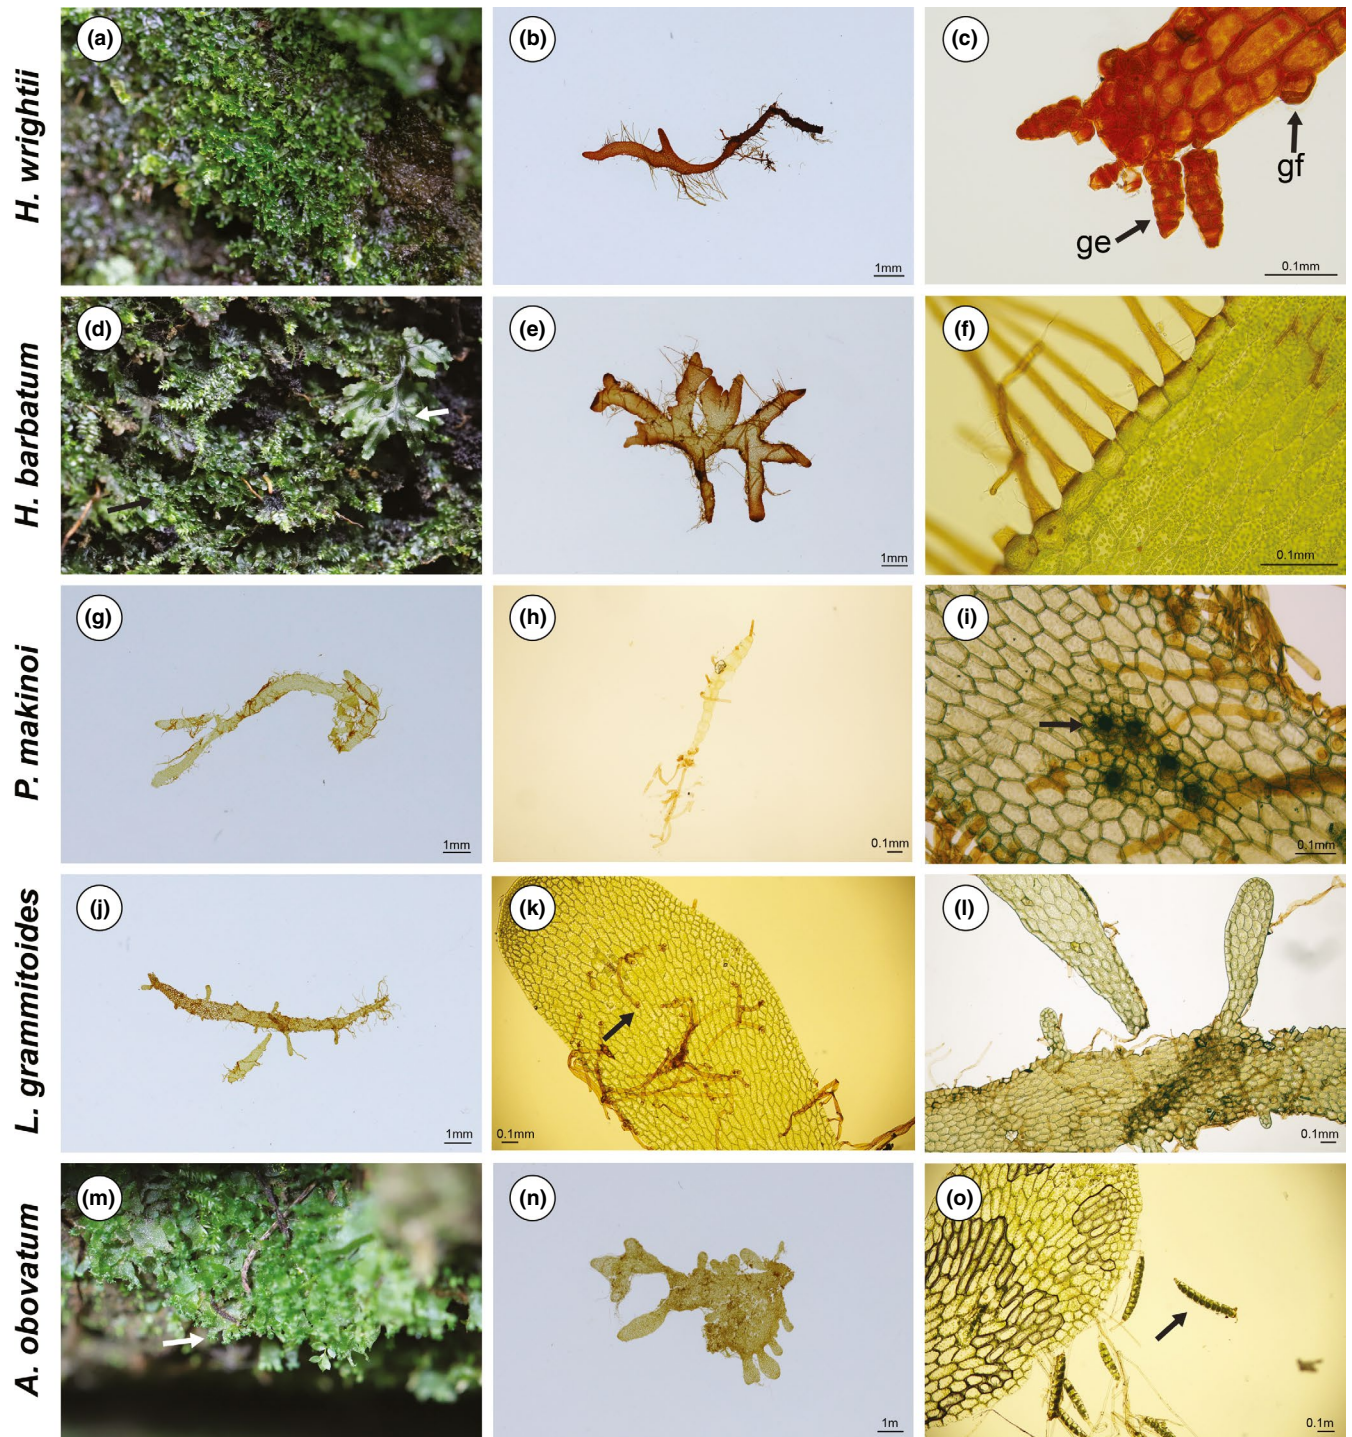 H. wrightii
(a)
(b)
1mm
(c)
gf
ge
0.1mm
H. barbatum
(d)
(e)
1mm
(f)
0.1mm
P. makinoi
(g)
1mm
(h)
0.1mm
(i)
0.1mm
L. grammitoides
(j)
1mm
(k)
0.1mm
(l)
0.1mm
A. obovatum
(m)
(n)
1m
(o)
0.1m